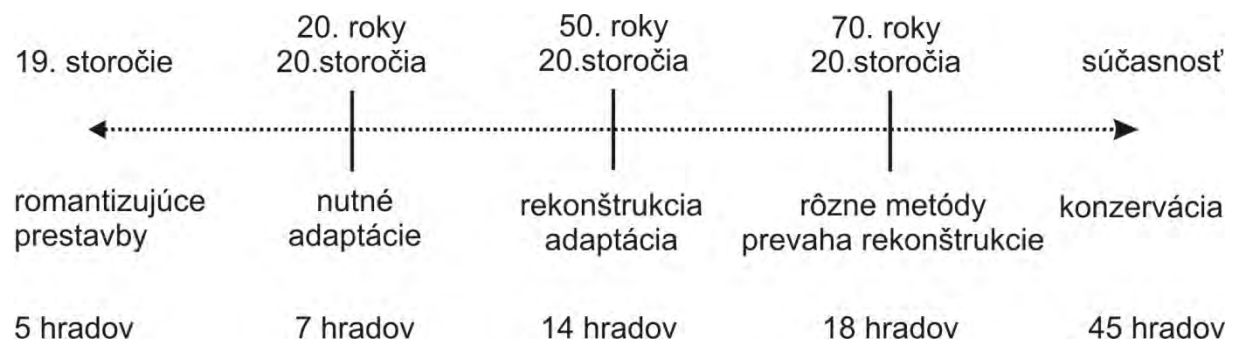 19. storočie
20. roky
20.storočia
50. roky
20.storočia
70. roky
20.storočia
súčasnosť
romantizujúce
prestavby
nutné
adaptácie
rekonštrukcia
adaptácia
rôzne metódy
prevaha rekonštrukcie
konzervácia
5 hradov
7 hradov
14 hradov
18 hradov
45 hradov